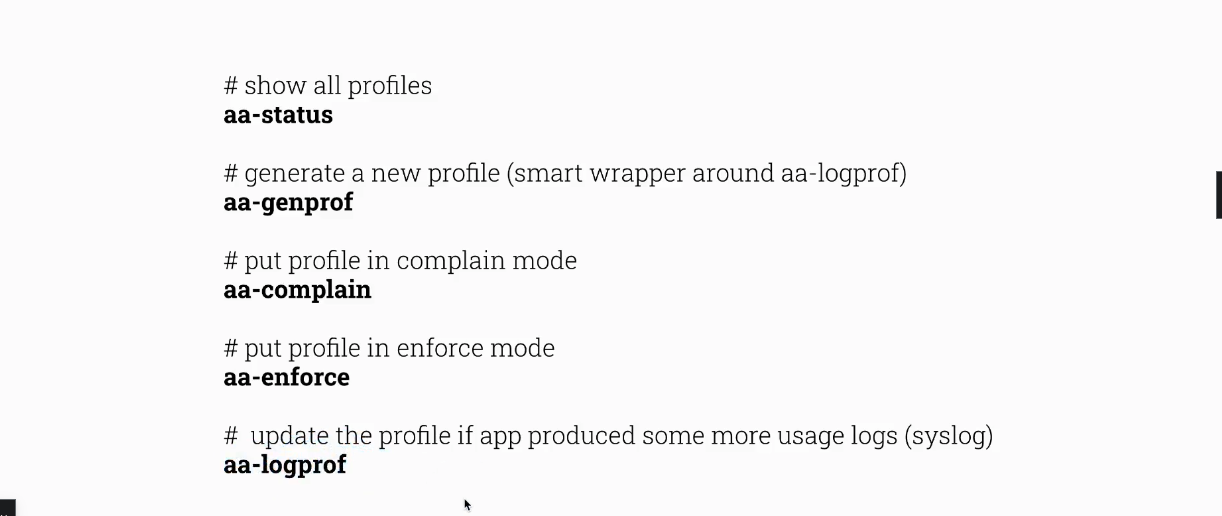 # show all profiles
aa-status
# generate a new profile (smart wrapper around aa-logprof)
aa-genprof
# put profile in complain mode
aa-complain
# put profile in enforce mode
aa-enforce
#  update the profile if app produced some more usage logs (syslog)
aa-logprof